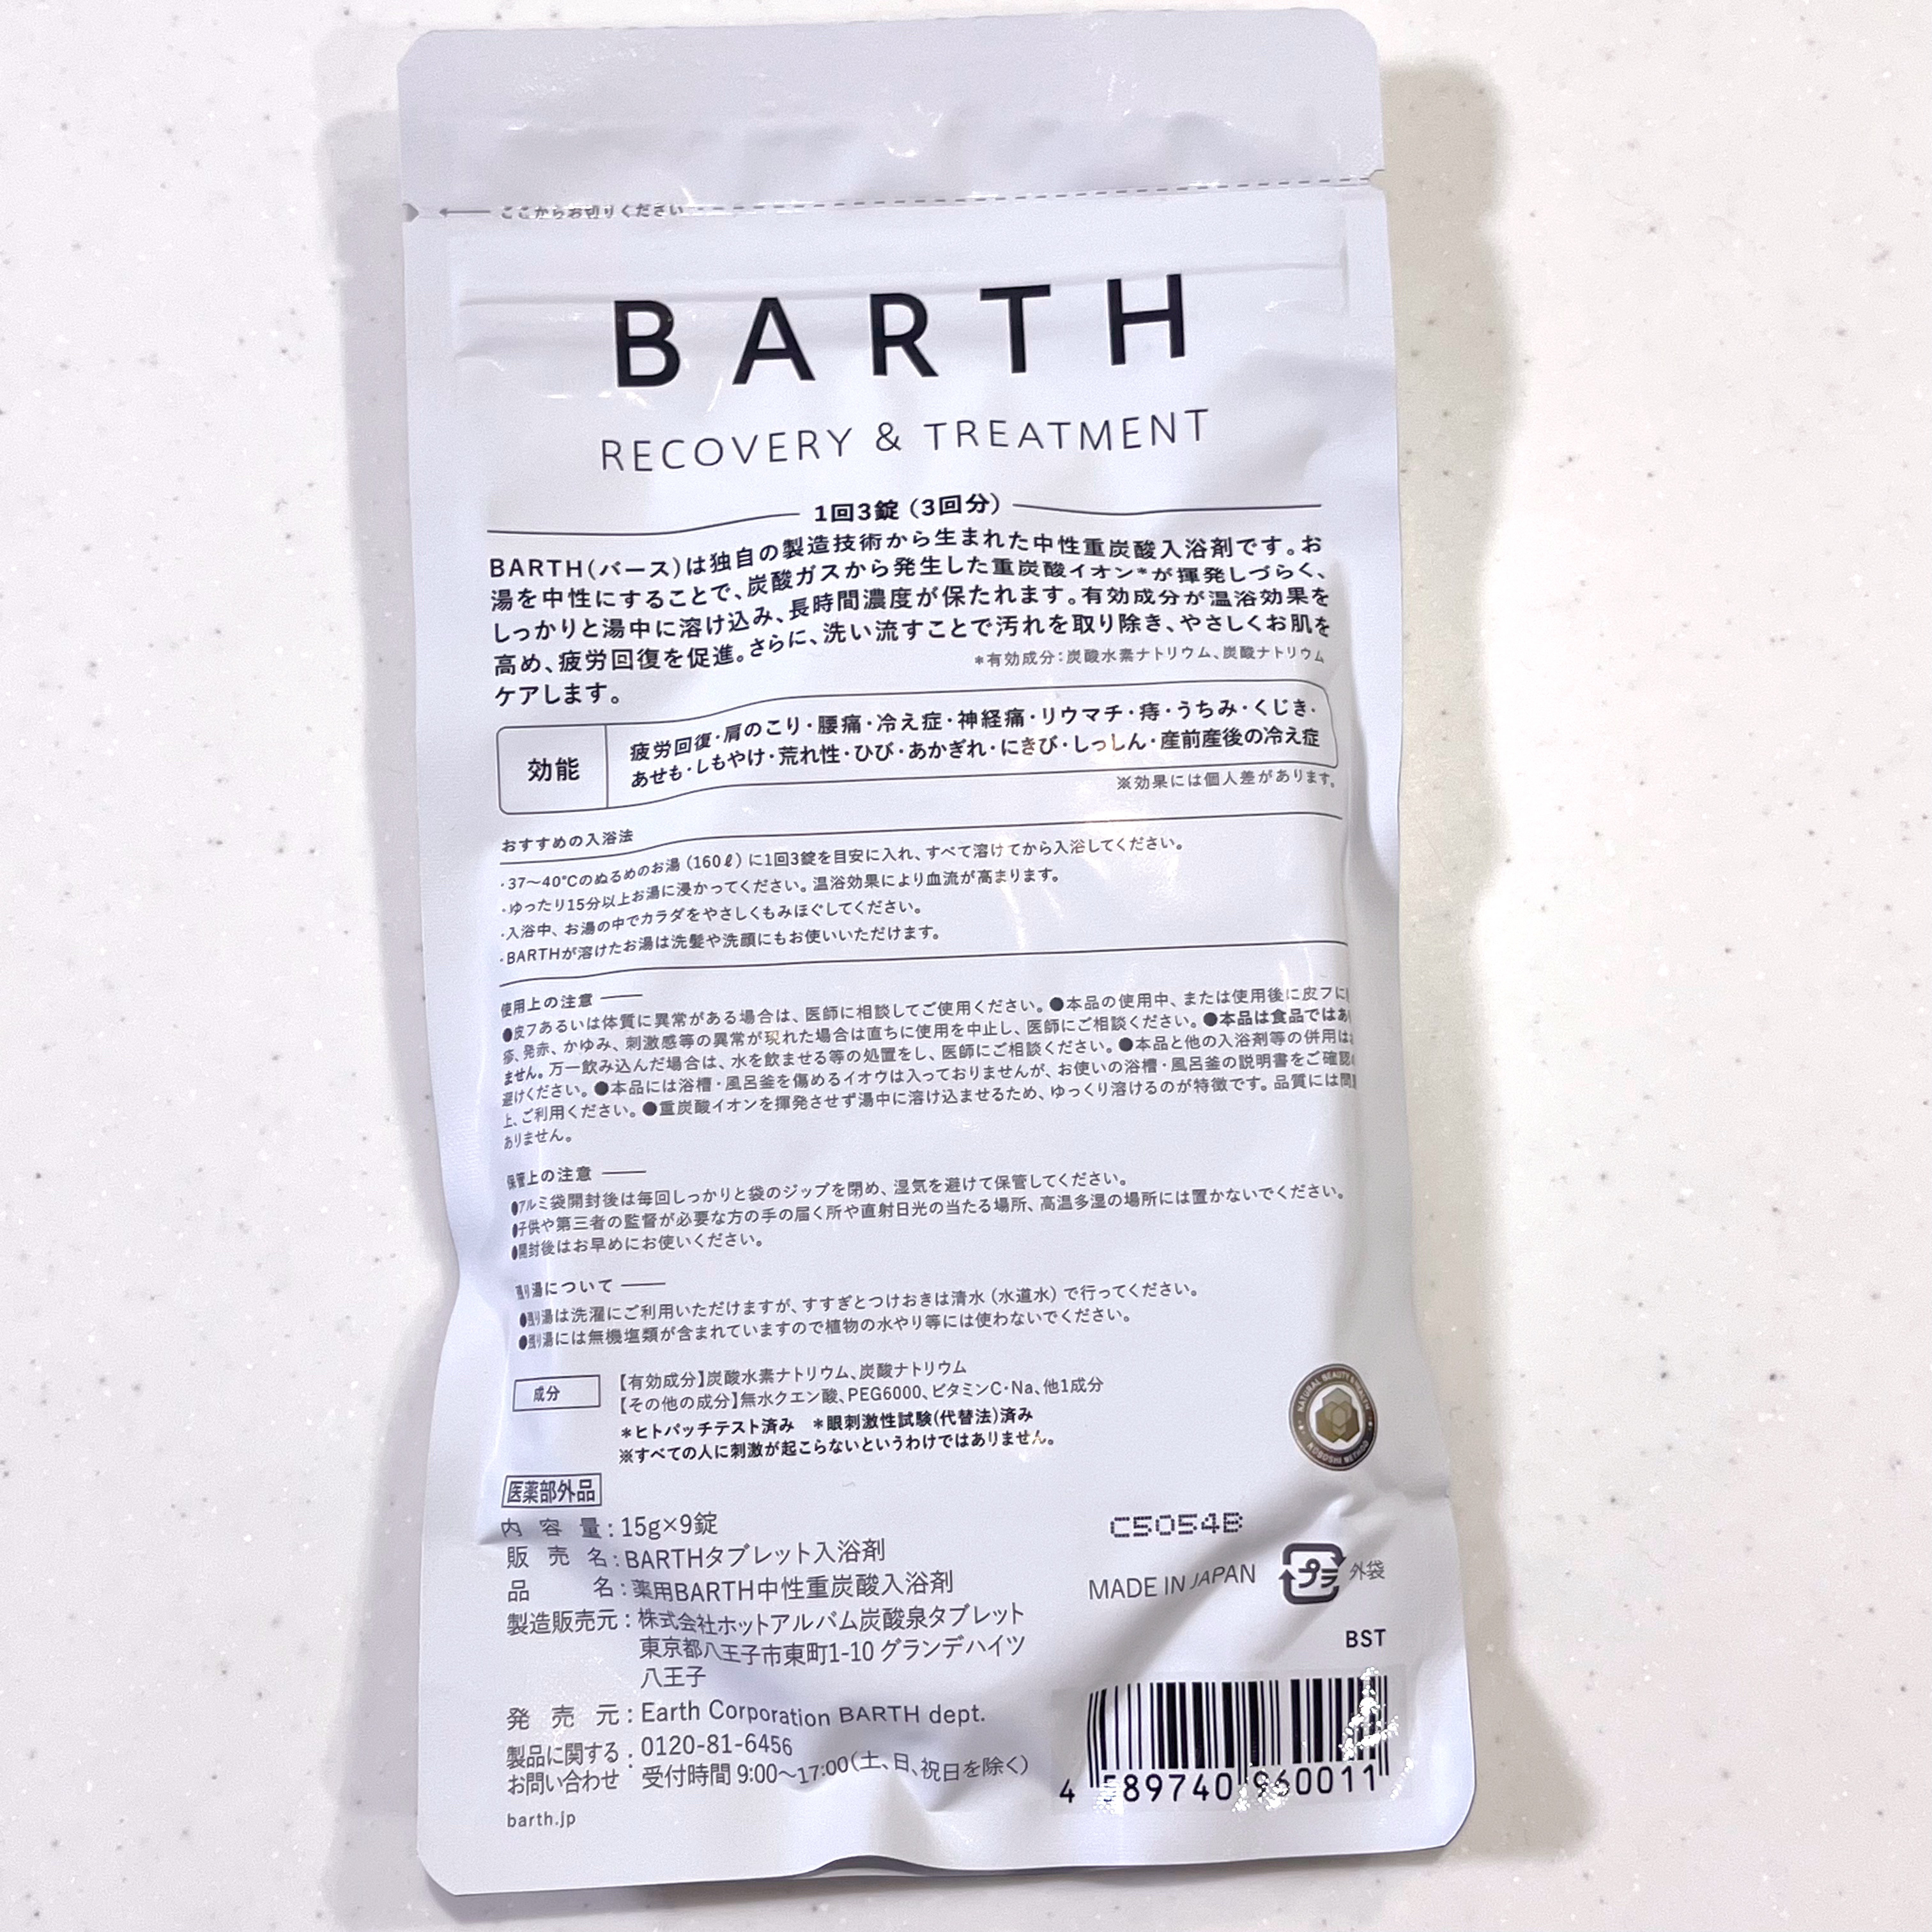 ここからお切りください
BARTH
RECOVERY & TREATMENT
1回3錠（3回分）
BARTH(バース)は独自の製造技術から生まれた中性重炭酸入浴剤です。お
湯を中性にすることで、炭酸ガスから発生した重炭酸イオン*が揮発しづらく、
しっかりと湯中に溶け込み、長時間濃度が保たれます。有効成分が温浴効果を
高め、疲労回復を促進。さらに、洗い流すことで汚れを取り除き、やさしくお肌を
ケアします。
*有効成分：炭酸水素ナトリウム、炭酸ナトリウム
効能
疲労回復・肩のこり・腰痛・冷え症・神経痛・リウマチ・痔・うちみ・くじき・
あせも・しもやけ・荒れ性・ひび・あかぎれ・にきび・しっしん・産前産後の冷え症
※効果には個人差があります。
おすすめの入浴法
・37〜40℃のぬるめのお湯（160ℓ）に1回3錠を目安に入れ、すべて溶けてから入浴してください。
・ゆったり15分以上お湯に浸かってください。温浴効果により血流が高まります。
・入浴中、お湯の中でカラダをやさしくもみほぐしてください。
・BARTHが溶けたお湯は洗髪や洗顔にもお使いいただけます。
使用上の注意
●皮フあるいは体質に異常がある場合は、医師に相談してご使用ください。●本品の使用中、または使用後に皮フに
疹、発赤、かゆみ、刺激感等の異常が現れた場合は直ちに使用を中止し、医師にご相談ください。●本品は食品ではあ
ません。万一飲み込んだ場合は、水を飲ませる等の処置をし、医師にご相談ください。●本品と他の入浴剤等の併用は
避けください。●本品には浴槽・風呂釜を傷めるイオウは入っておりませんが、お使いの浴槽・風呂釜の説明書をご確認
上、ご利用ください。●重炭酸イオンを揮発させず湯中に溶け込ませるため、ゆっくり溶けるのが特徴です。品質には問
ありません。
保管上の注意
●アルミ袋開封後は毎回しっかりと袋のジップを閉め、湿気を避けて保管してください。
●子供や第三者の監督が必要な方の手の届く所や直射日光の当たる場所、高温多湿の場所には置かないでください。
●開封後はお早めにお使いください。
残り湯について
●残り湯は洗濯にご利用いただけますが、すすぎとつけおきは清水（水道水）で行ってください。
●残り湯には無機塩類が含まれていますので植物の水やり等には使わないでください。
成分
【有効成分】炭酸水素ナトリウム、炭酸ナトリウム
【その他の成分】無水クエン酸、PEG6000、ビタミンC・Na、他1成分
*ヒトパッチテスト済み *眼刺激性試験(代替法)済み
※すべての人に刺激が起こらないというわけではありません。
医薬部外品
内容量：15g×9錠
販売名：BARTHタブレット入浴剤
品名：薬用BARTH中性重炭酸入浴剤
製造販売元：株式会社ホットアルバム炭酸泉タブレット
東京都八王子市東町1-10 グランデハイツ
八王子
発売元：Earth Corporation BARTH dept.
製品に関する
お問い合わせ：0120-81-6456
受付時間 9:00〜17:00（土、日、祝日を除く）
barth.jp
C5054B
MADE IN JAPAN
プラ 外袋
BST
4 589740 960011